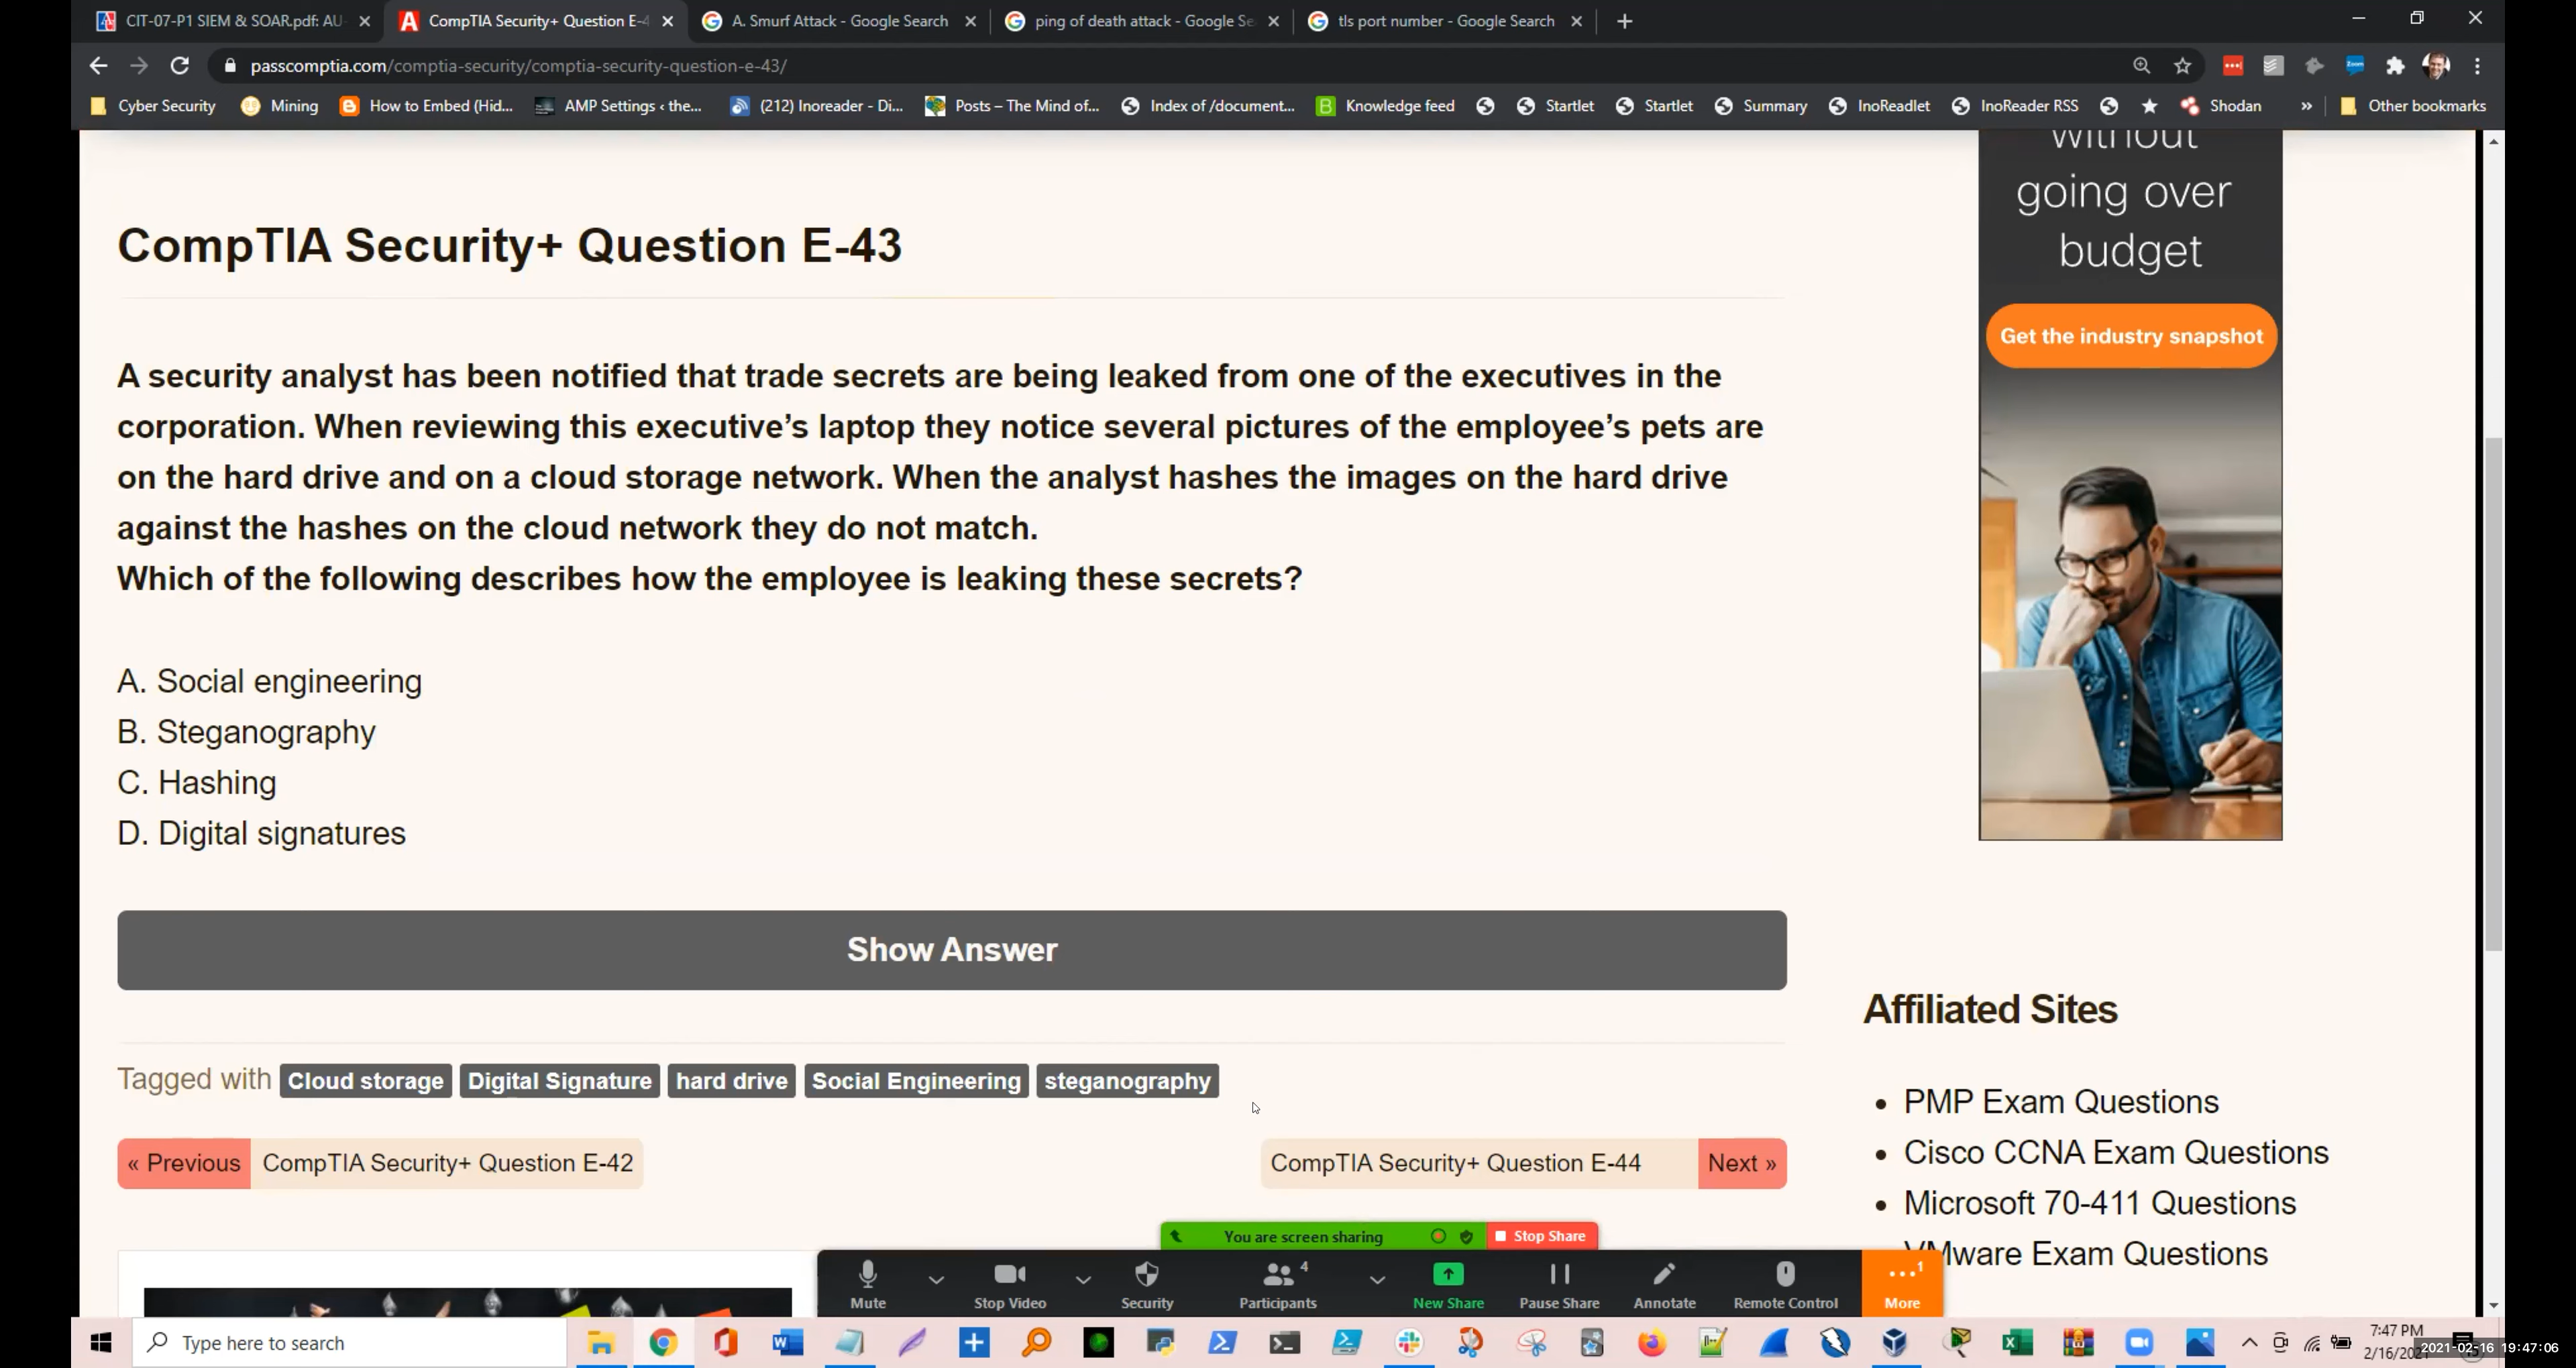 CIT-07-P1 SIEM & SOAR.pdf: AU
CompTIA Security+ Question E-4
A. Smurf Attack - Google Search
ping of death attack - Google Se
tls port number - Google Search
passcomptia.com/comptia-security/comptia-security-question-e-43/
Cyber Security
Mining
How to Embed (Hid...
AMP Settings ‹ the...
(212) Inoreader - Di...
Posts – The Mind of...
Index of /document...
Knowledge feed
Startlet
Startlet
Summary
InoReadlet
InoReader RSS
Shodan
»
Other bookmarks
without
going over
budget
Get the industry snapshot
CompTIA Security+ Question E-43
A security analyst has been notified that trade secrets are being leaked from one of the executives in the
corporation. When reviewing this executive’s laptop they notice several pictures of the employee’s pets are
on the hard drive and on a cloud storage network. When the analyst hashes the images on the hard drive
against the hashes on the cloud network they do not match.
Which of the following describes how the employee is leaking these secrets?
A. Social engineering
B. Steganography
C. Hashing
D. Digital signatures
Show Answer
Tagged with Cloud storage Digital Signature hard drive Social Engineering steganography
« Previous CompTIA Security+ Question E-42
CompTIA Security+ Question E-44 Next »
Affiliated Sites
• PMP Exam Questions
• Cisco CCNA Exam Questions
• Microsoft 70-411 Questions
VMware Exam Questions
You are screen sharing
Stop Share
Mute
Stop Video
Security
4
Participants
New Share
Pause Share
Annotate
Remote Control
1
More
Type here to search
7:47 PM
2/16/202
2021-02-16 19:47:06